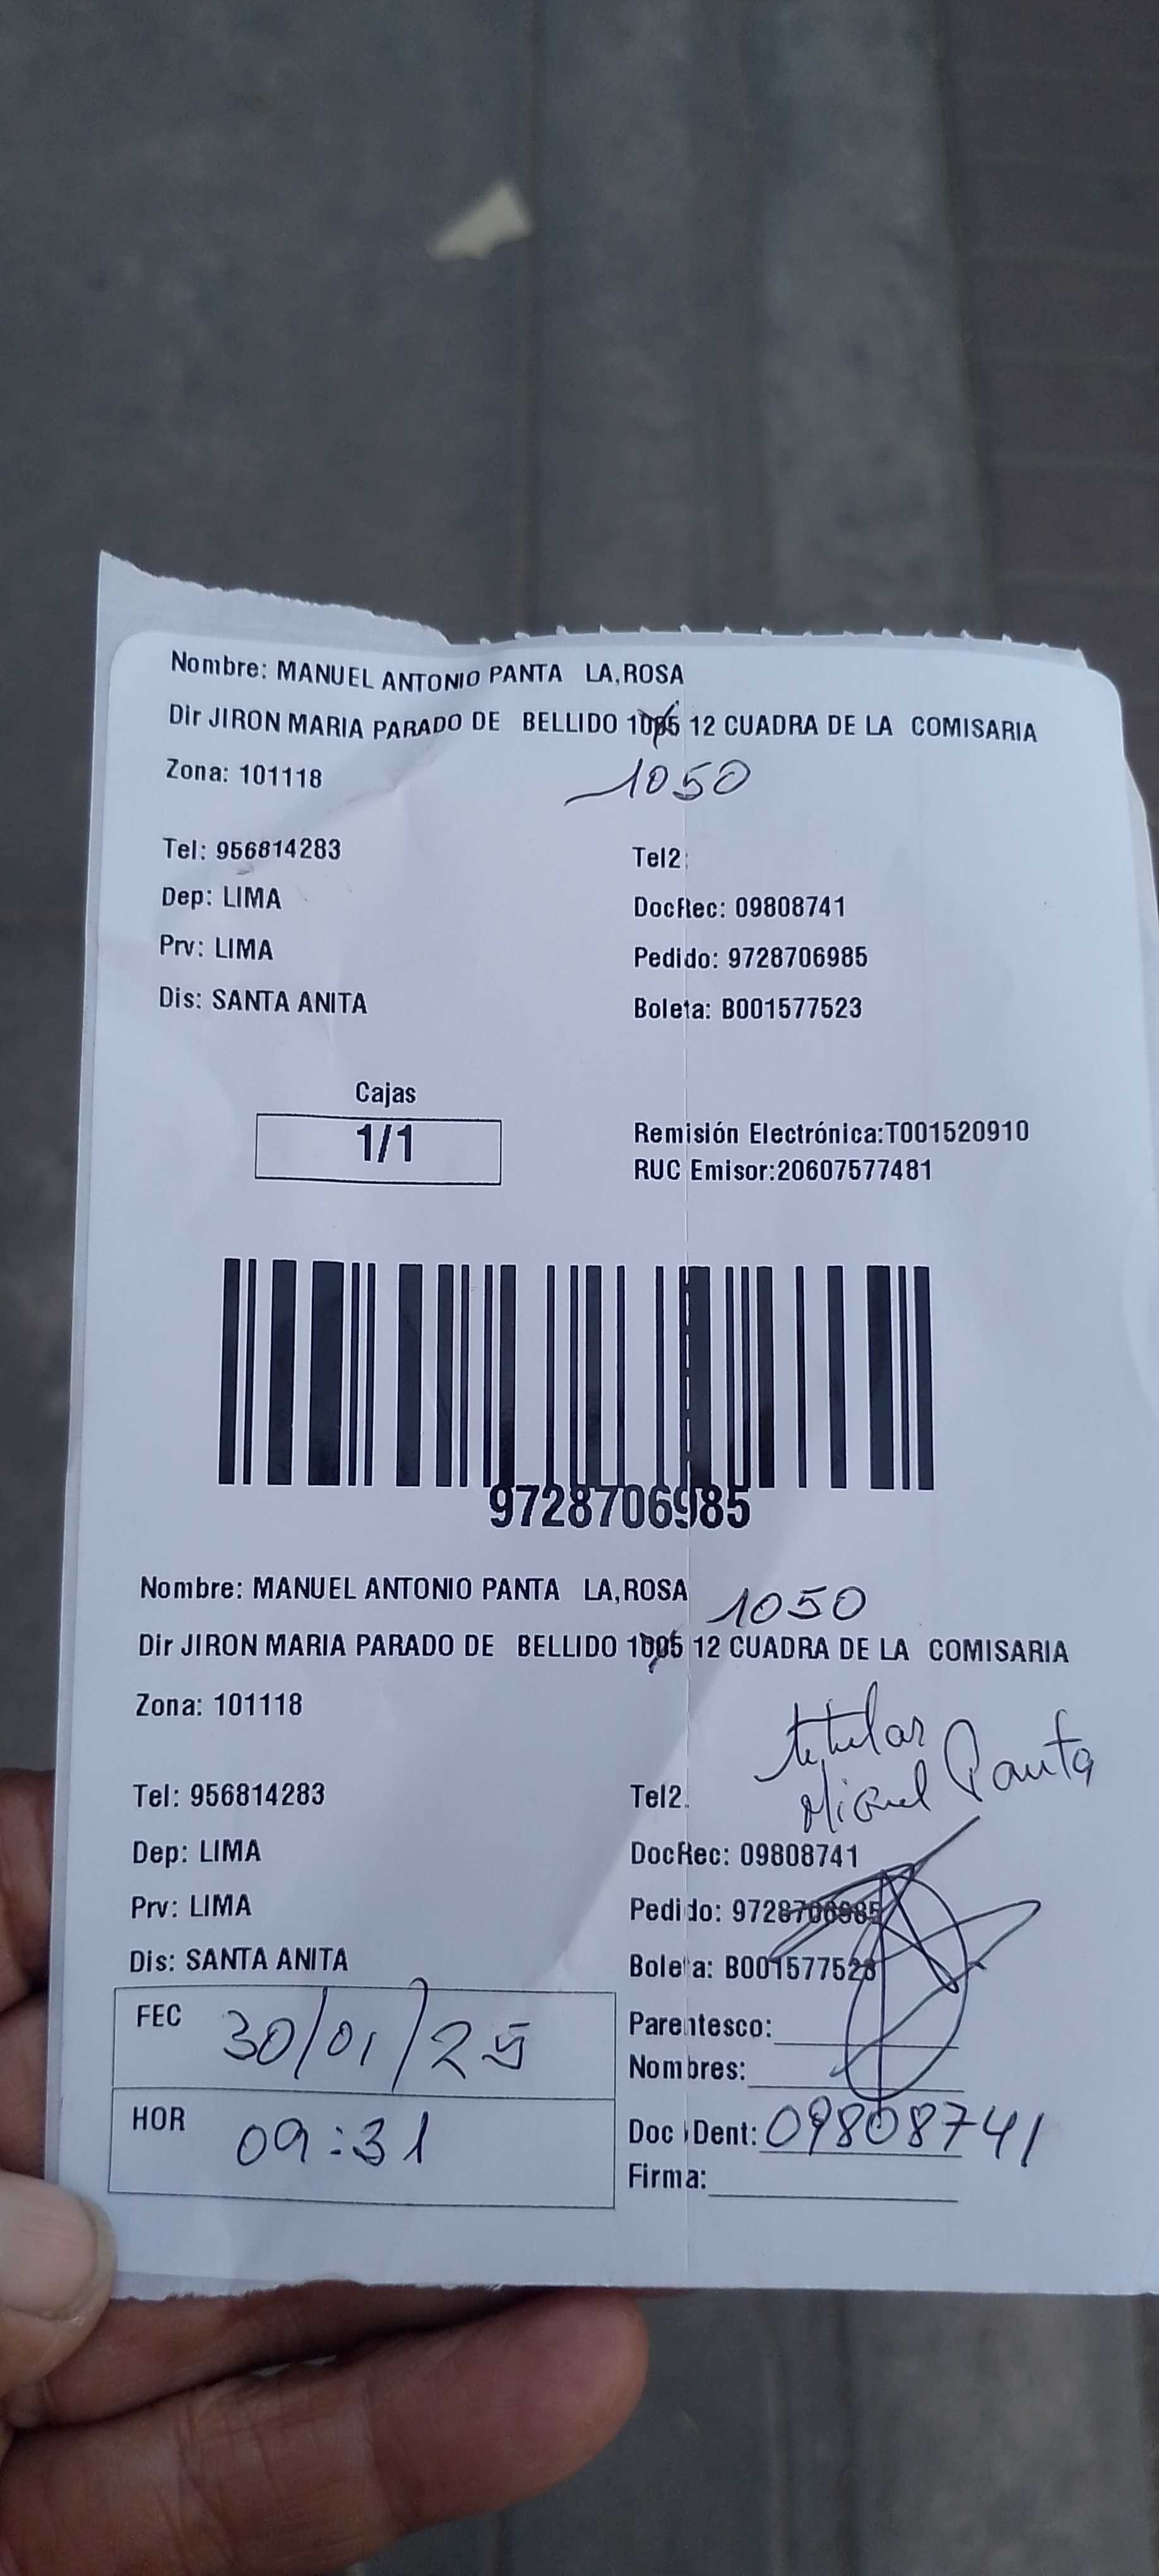 Nombre: MANUEL ANTONIO PANTA LA,ROSA
Dir JIRON MARIA PARADO DE BELLIDO 1005 12 CUADRA DE LA COMISARIA
1050
Zona: 101118
Tel: 956814283 Tel2:
Dep: LIMA DocRec: 09808741
Prv: LIMA Pedido: 9728706985
Dis: SANTA ANITA Boleta: B001577523
Cajas
1/1
Remisión Electrónica:T001520910
RUC Emisor:20607577481
9728706985
Nombre: MANUEL ANTONIO PANTA LA,ROSA 1050
Dir JIRON MARIA PARADO DE BELLIDO 1005 12 CUADRA DE LA COMISARIA
Zona: 101118
titular
Panta
Tel: 956814283 Tel2.
Dep: LIMA DocRec: 09808741
Prv: LIMA Pedido: 9728706985
Dis: SANTA ANITA Boleta: B001577523
FEC 30/01/25 Parentesco:
Nombres:
HOR 09:31 Doc Dent: 09808741
Firma: